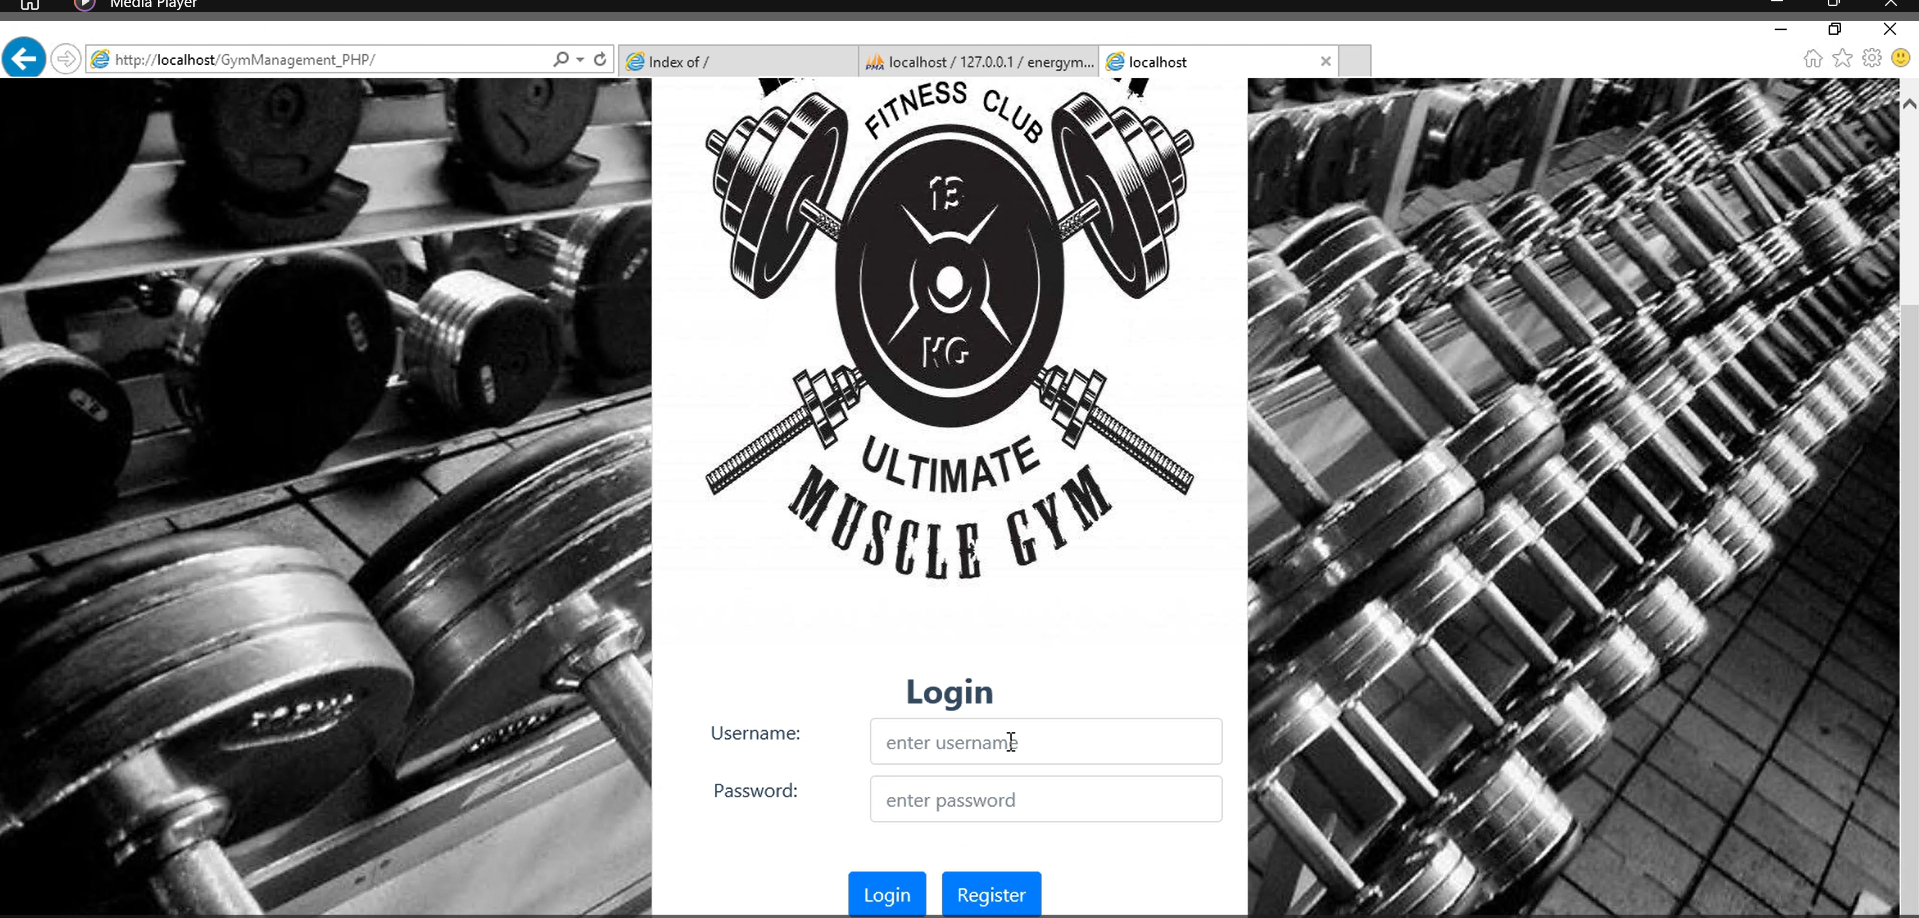 Media Player
http://localhost/GymManagement_PHP/
Index of /
localhost / 127.0.0.1 / energym...
localhost
FITNESS CLUB
13
KG
ULTIMATE
MUSCLE GYM
Login
Username:
enter username
Password:
enter password
Login
Register